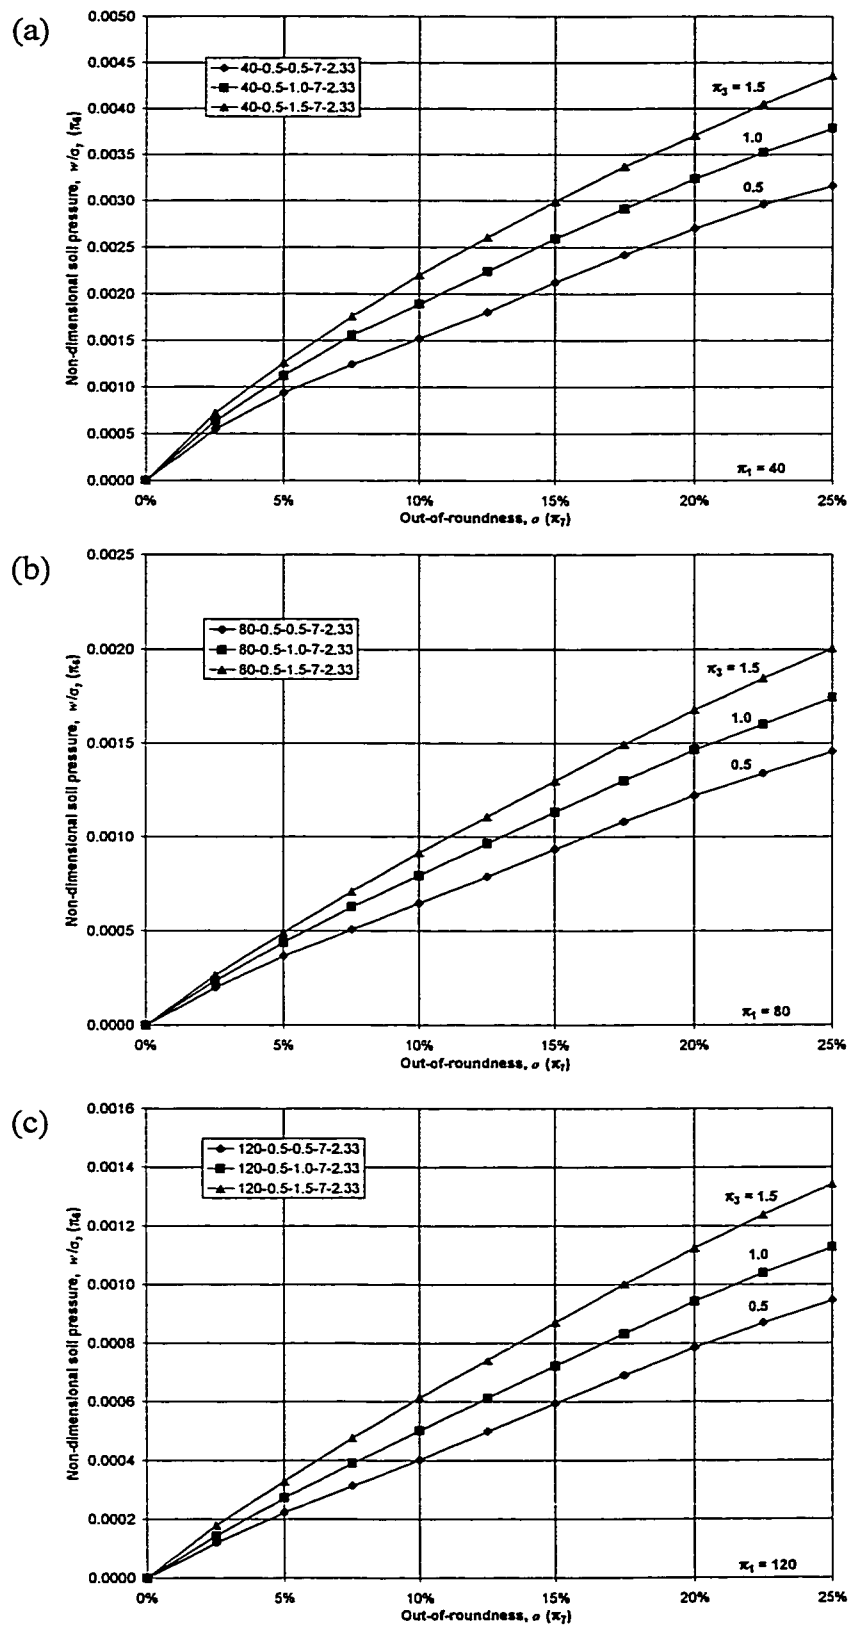 (a)
0.0050
0.0045
0.0040
0.0035
0.0030
0.0025
0.0020
0.0015
0.0010
0.0005
0.0000
Non-dimensional soil pressure, w/σy (π6)
40-0.5-0.5-7-2.33
40-0.5-1.0-7-2.33
40-0.5-1.5-7-2.33
π3 = 1.5
1.0
0.5
π1 = 40
0% 5% 10% 15% 20% 25%
Out-of-roundness, o (π7)
(b)
0.0025
0.0020
0.0015
0.0010
0.0005
0.0000
Non-dimensional soil pressure, w/σy (π6)
80-0.5-0.5-7-2.33
80-0.5-1.0-7-2.33
80-0.5-1.5-7-2.33
π3 = 1.5
1.0
0.5
π1 = 80
0% 5% 10% 15% 20% 25%
Out-of-roundness, o (π7)
(c)
0.0016
0.0014
0.0012
0.0010
0.0008
0.0006
0.0004
0.0002
0.0000
Non-dimensional soil pressure, w/σy (π6)
120-0.5-0.5-7-2.33
120-0.5-1.0-7-2.33
120-0.5-1.5-7-2.33
π3 = 1.5
1.0
0.5
π1 = 120
0% 5% 10% 15% 20% 25%
Out-of-roundness, o (π7)